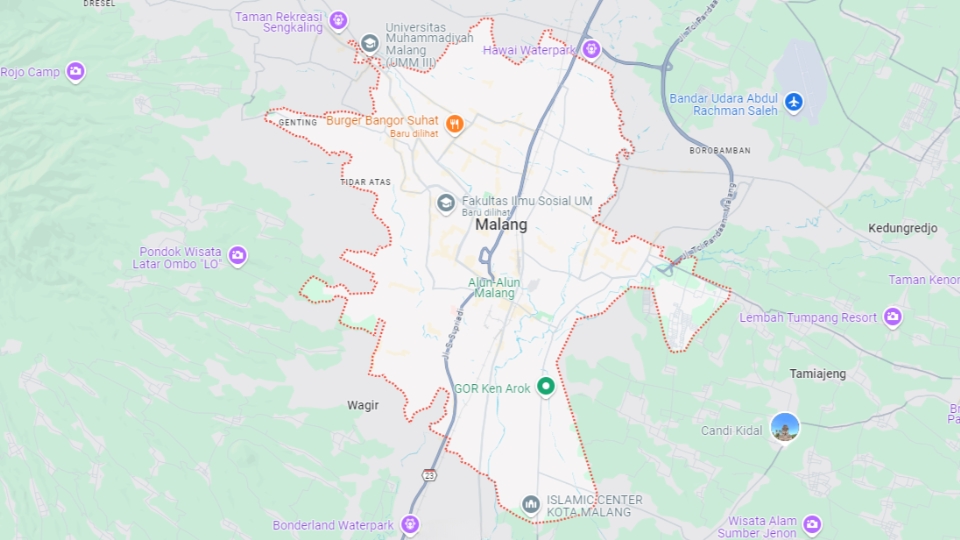 DRESEL
Taman Rekreasi
Sengkaling
Universitas
Muhammadiyah
Malang
(UMM III)
Hawai Waterpark
Rojo Camp
Bandar Udara Abdul
Rachman Saleh
GENTING
Burger Bangor Suhat
Baru dilihat
BOROBAMBAN
TIDAR ATAS
Fakultas Ilmu Sosial UM
Baru dilihat
Malang
Kedungredjo
Pondok Wisata
Latar Ombo "LO"
Alun-Alun
Malang
Taman Kenor
Lembah Tumpang Resort
Tamiajeng
GOR Ken Arok
Wagir
Candi Kidal
23
ISLAMIC CENTER
KOTA MALANG
Bonderland Waterpark
Wisata Alam
Sumber Jenon